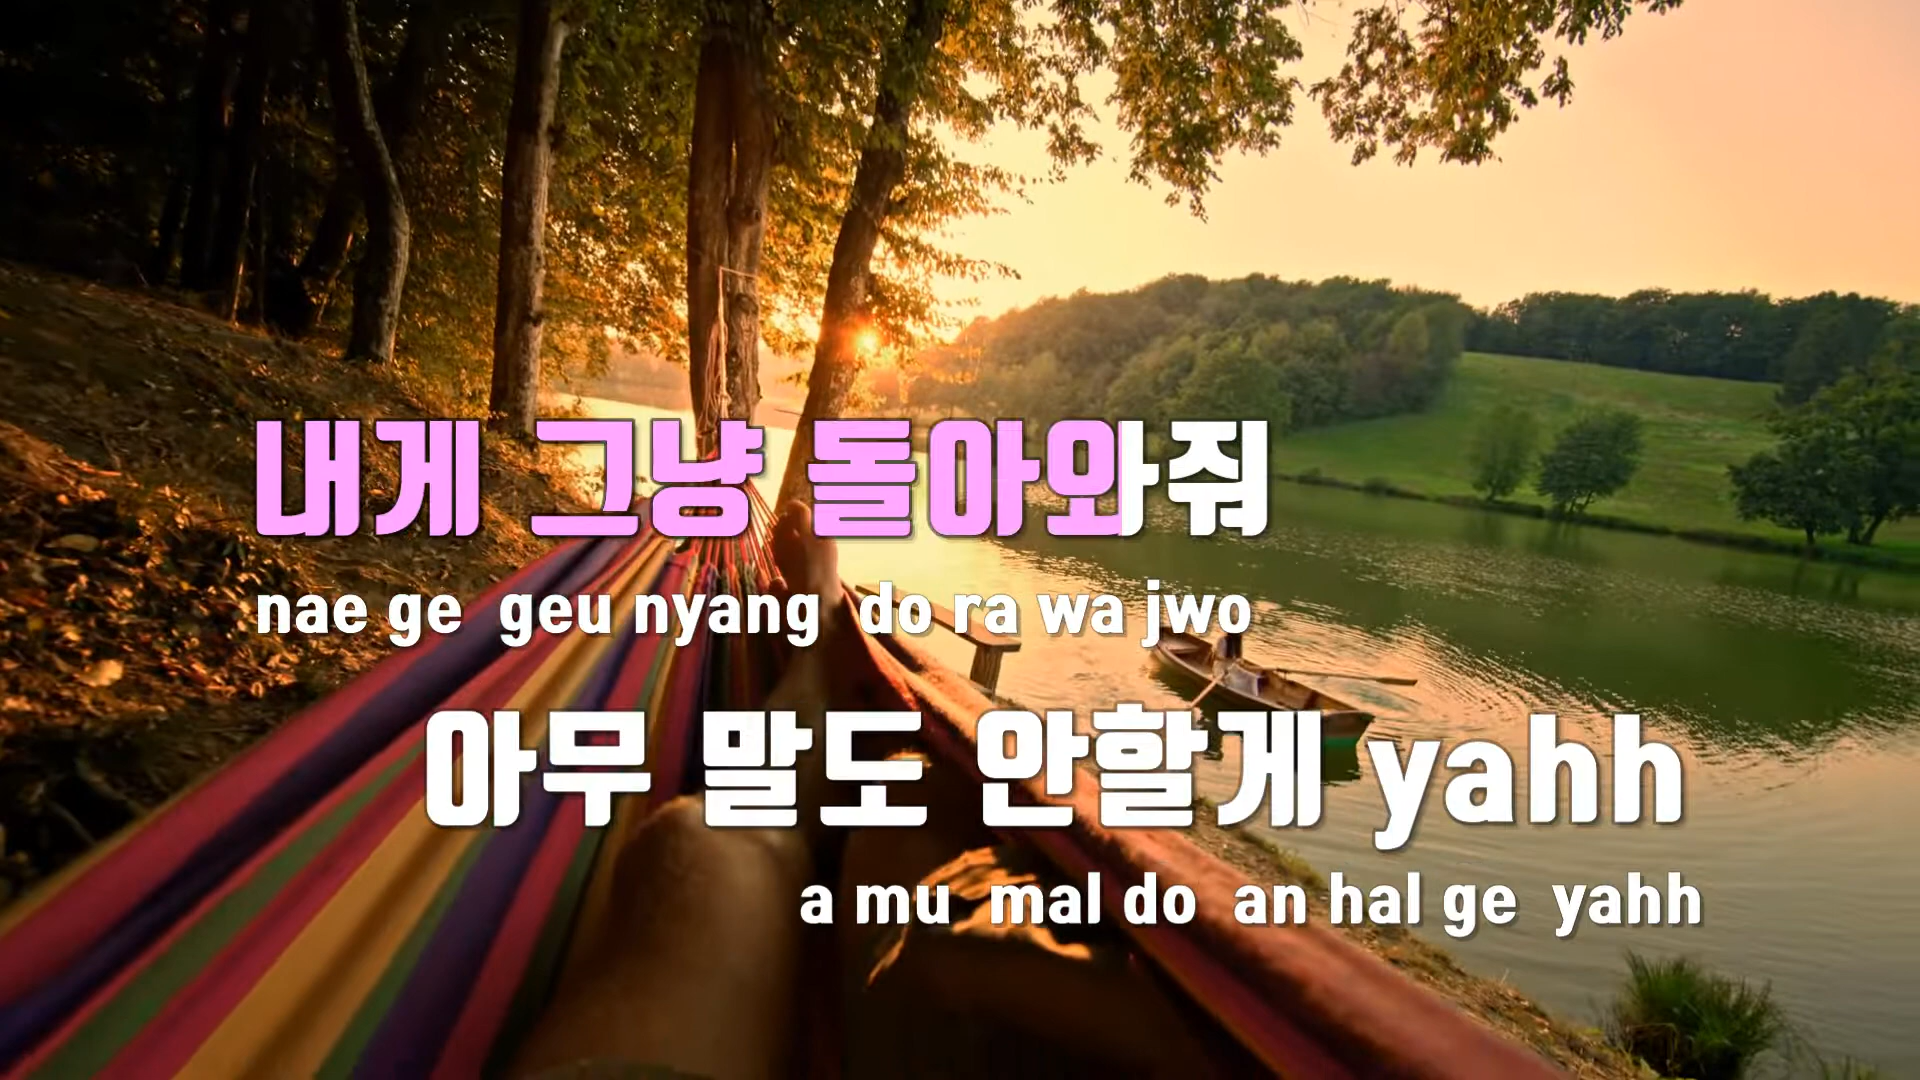 내게 그냥 돌아와줘
nae ge geu nyang do ra wa jwo
아무 말도 안할게 yahh
a mu mal do an hal ge yahh